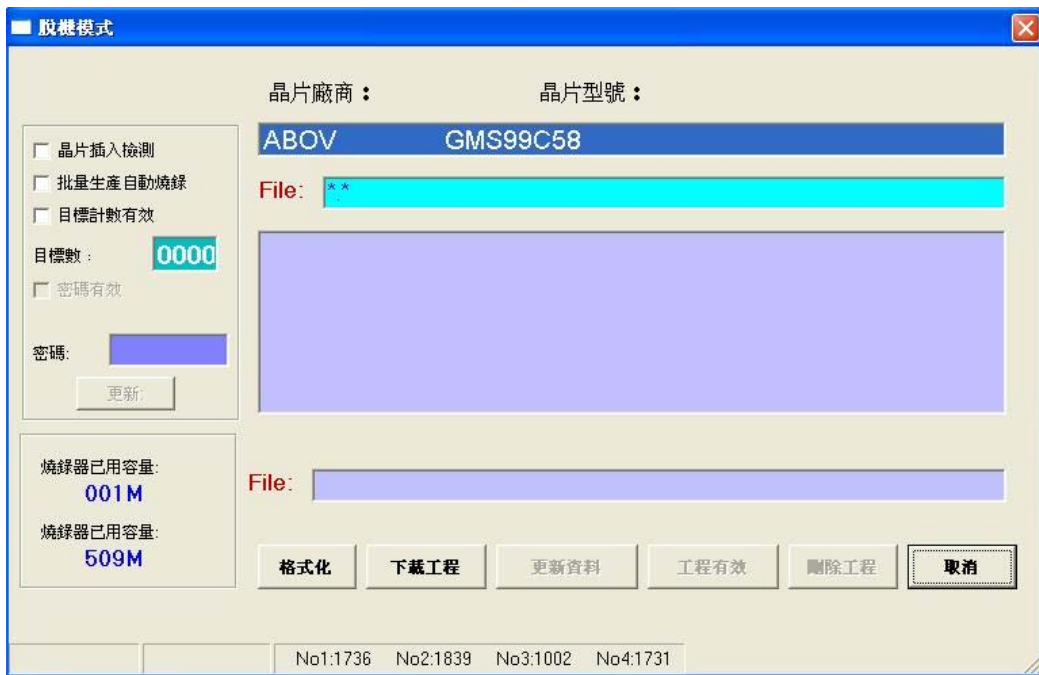 脫機模式
晶片廠商：
晶片型號：
ABOV GMS99C58
File: *.*
晶片插入檢測
批量生產自動燒錄
目標計數有效
目標數：
0000
密碼有效
密碼:
更新:
燒錄器已用容量:
001M
燒錄器已用容量:
509M
File:
格式化
下載工程
更新資料
工程有效
刪除工程
取消
No1:1736 No2:1839 No3:1002 No4:1731